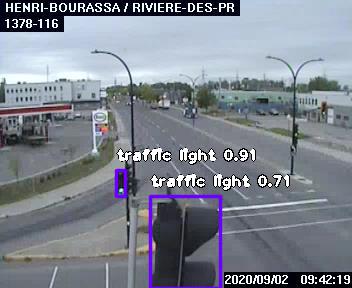 HENRI-BOURASSA / RIVIERE-DES-PR
1378-116
traffic light 0.91
traffic light 0.71
2020/09/02 09:42:19